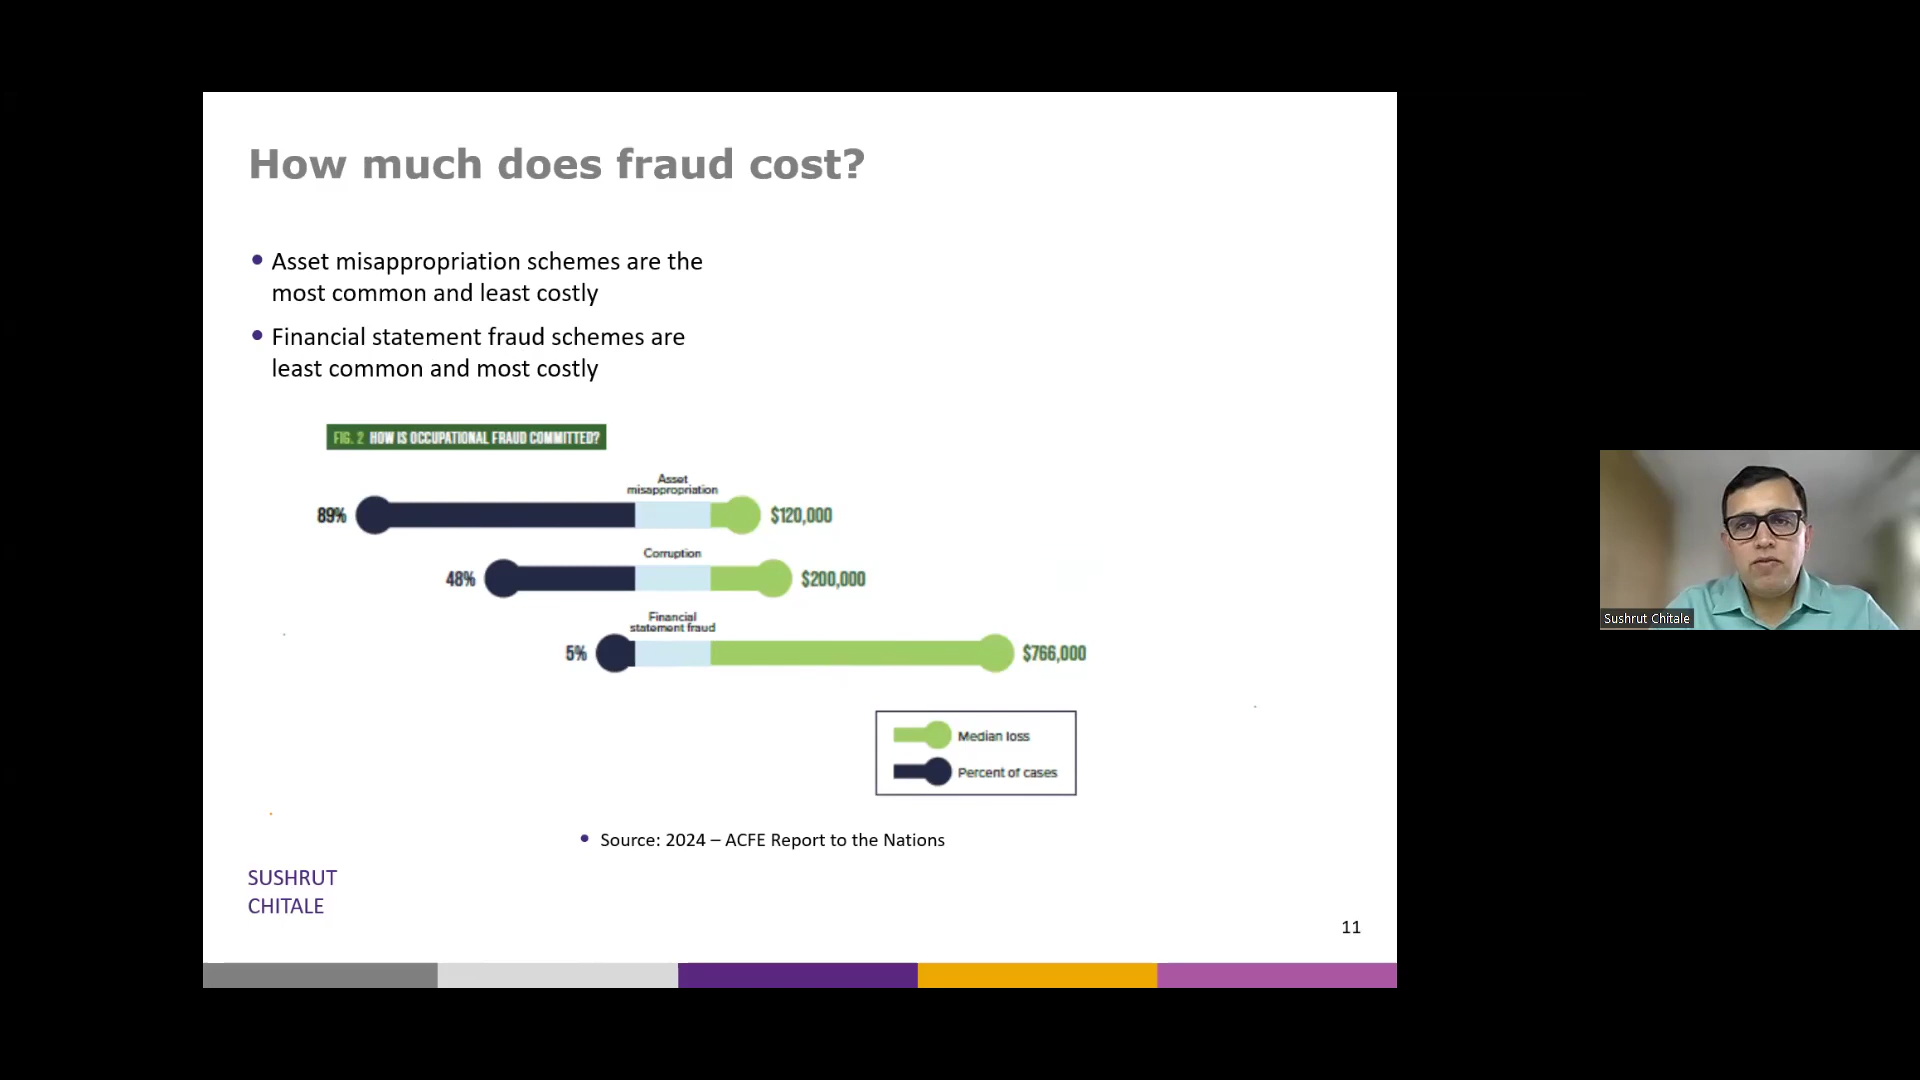 How much does fraud cost?
• Asset misappropriation schemes are the
most common and least costly
• Financial statement fraud schemes are
least common and most costly
FIG. 2 HOW IS OCCUPATIONAL FRAUD COMMITTED?
Asset
misappropriation
89% $120,000
Corruption
48% $200,000
Financial
statement fraud
5% $766,000
Median loss
Percent of cases
• Source: 2024 – ACFE Report to the Nations
SUSHRUT
CHITALE
11
Sushrut Chitale